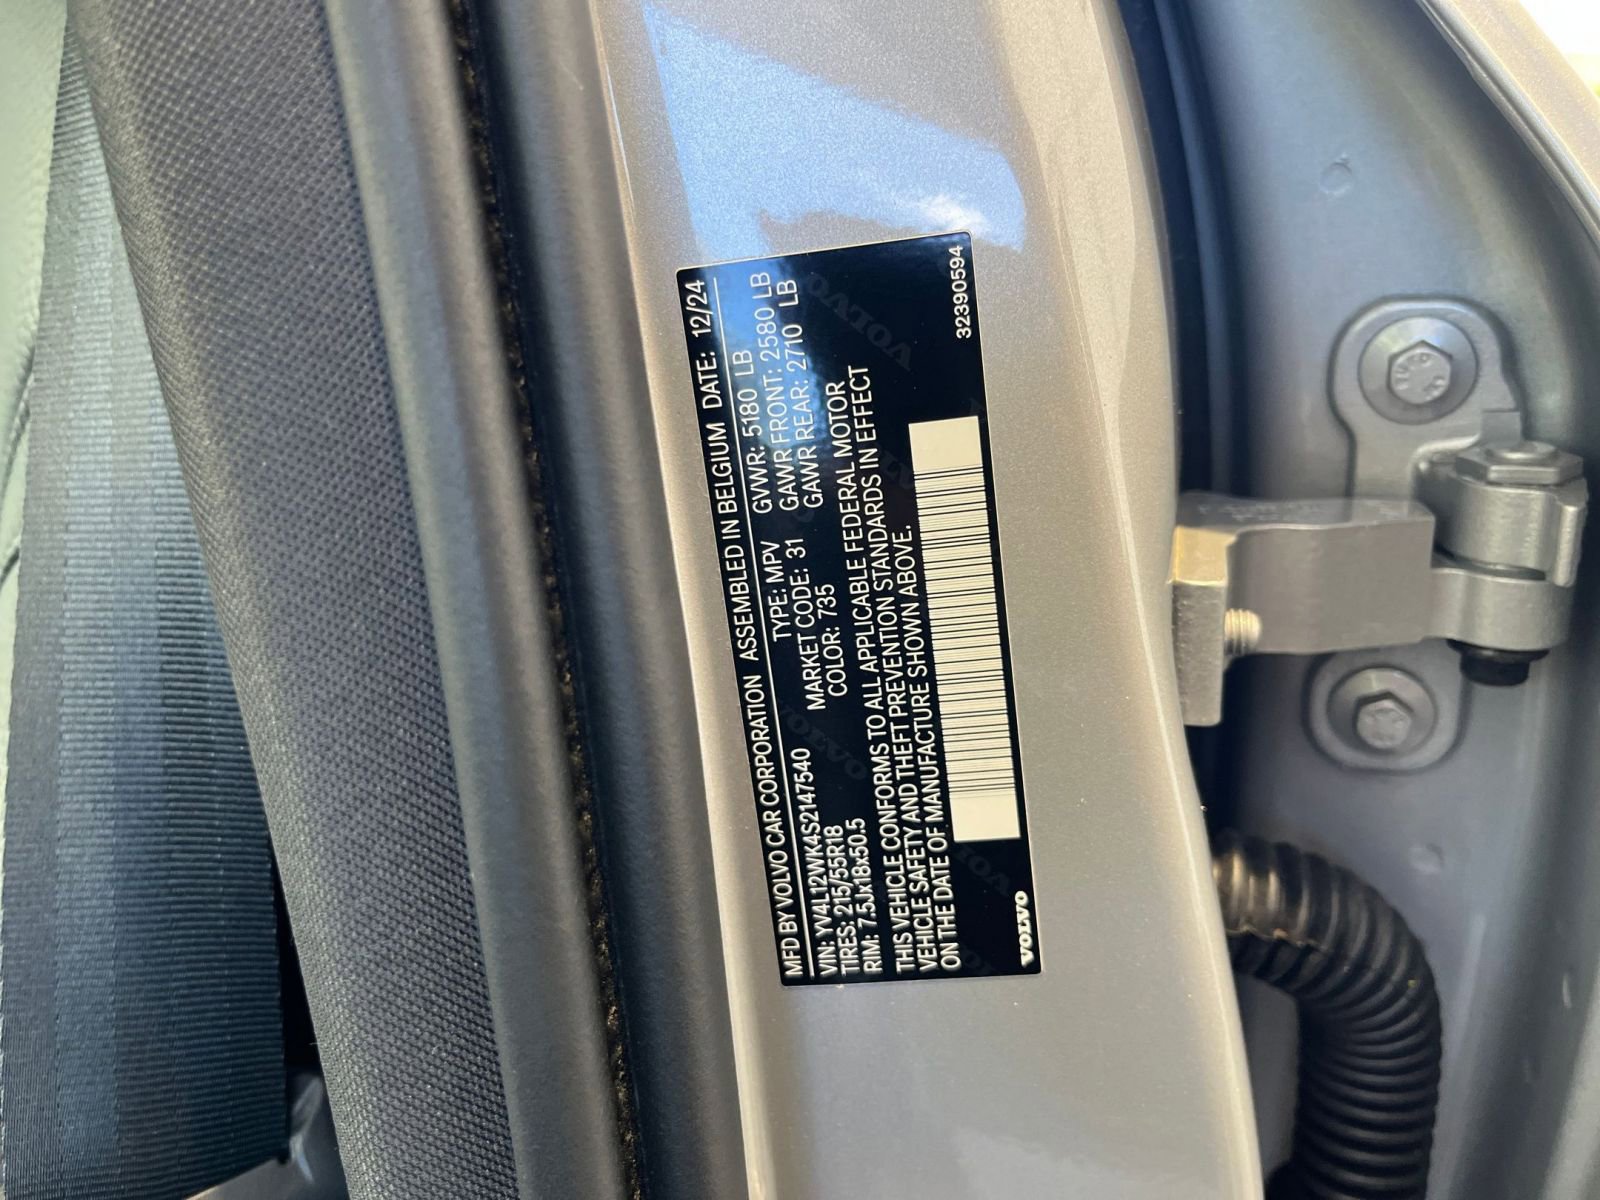 MFD BY VOLVO CAR CORPORATION ASSEMBLED IN BELGIUM DATE: 12/24
VIN: YV4L12WK4S2147540 TYPE: MPV GVWR: 5180 LB
TIRES: 215/55R18 MARKET CODE: 31 GAWR FRONT: 2580 LB
RIM: 7.5Jx18x50.5 COLOR: 735 GAWR REAR: 2710 LB
THIS VEHICLE CONFORMS TO ALL APPLICABLE FEDERAL MOTOR
VEHICLE SAFETY AND THEFT PREVENTION STANDARDS IN EFFECT
ON THE DATE OF MANUFACTURE SHOWN ABOVE.
VOLVO 32390594